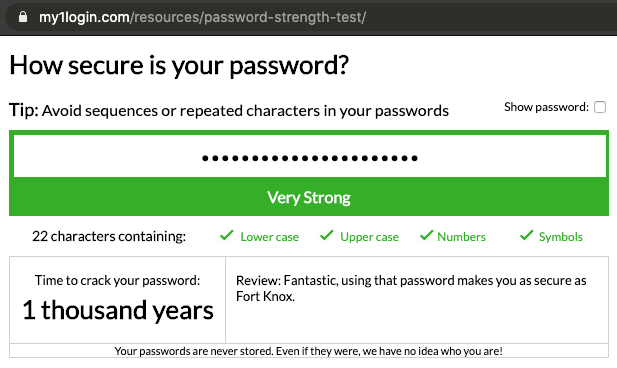 my1login.com/resources/password-strength-test/
How secure is your password?
Tip: Avoid sequences or repeated characters in your passwords
Show password:
••••••••••••••••••••••
Very Strong
22 characters containing:
Lower case
Upper case
Numbers
Symbols
Time to crack your password:
1 thousand years
Review: Fantastic, using that password makes you as secure as
Fort Knox.
Your passwords are never stored. Even if they were, we have no idea who you are!